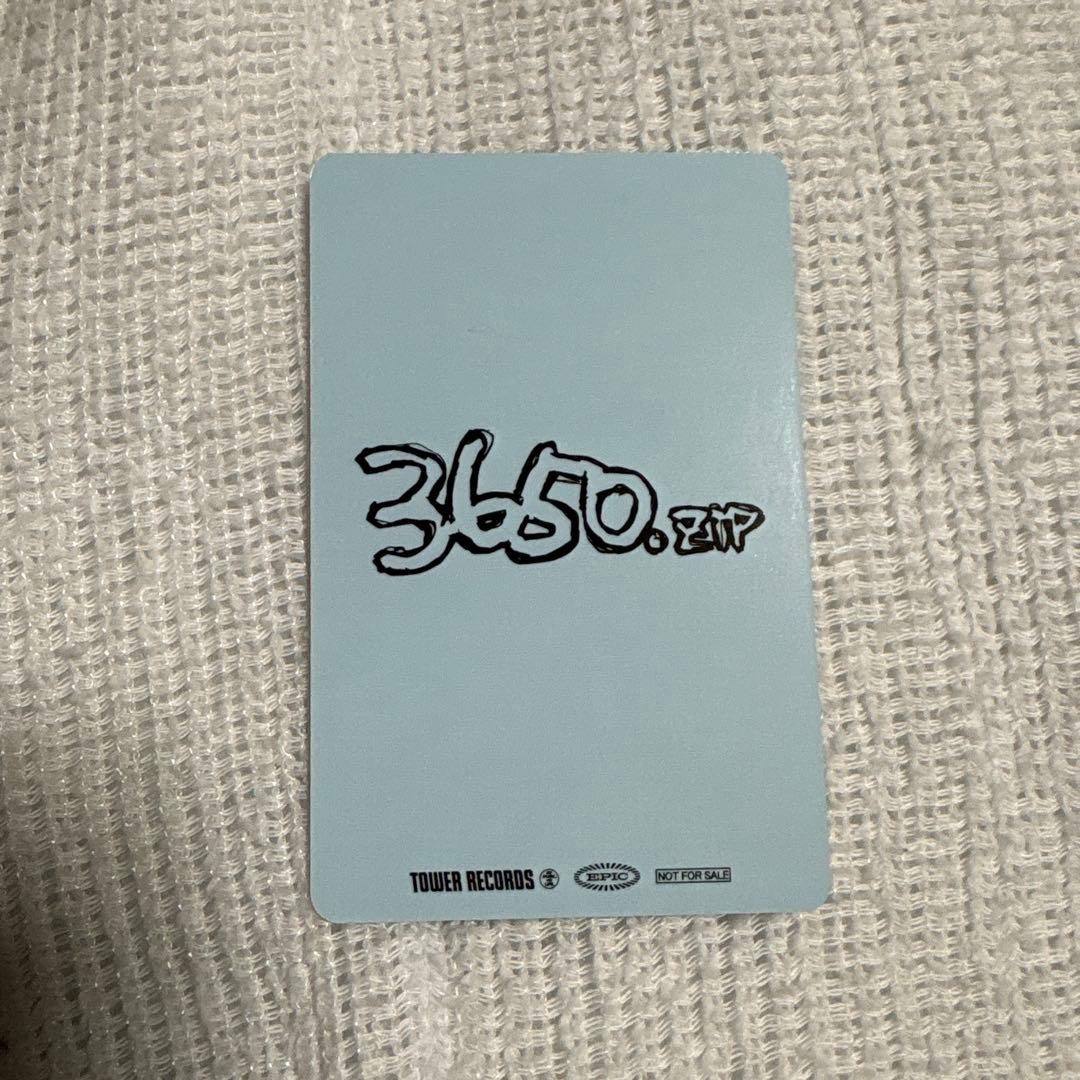 3650.ZIP
TOWER RECORDS EPIC NOT FOR SALE